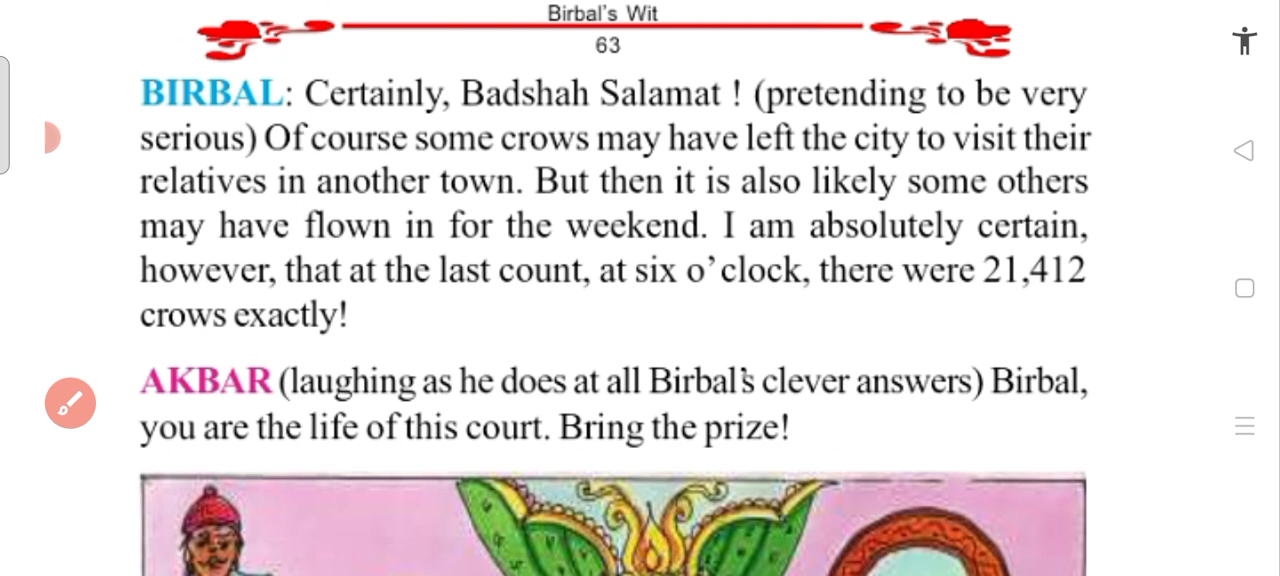 Birbal's Wit
63
BIRBAL: Certainly, Badshah Salamat ! (pretending to be very
serious) Of course some crows may have left the city to visit their
relatives in another town. But then it is also likely some others
may have flown in for the weekend. I am absolutely certain,
however, that at the last count, at six o’clock, there were 21,412
crows exactly!
AKBAR (laughing as he does at all Birbal's clever answers) Birbal,
you are the life of this court. Bring the prize!